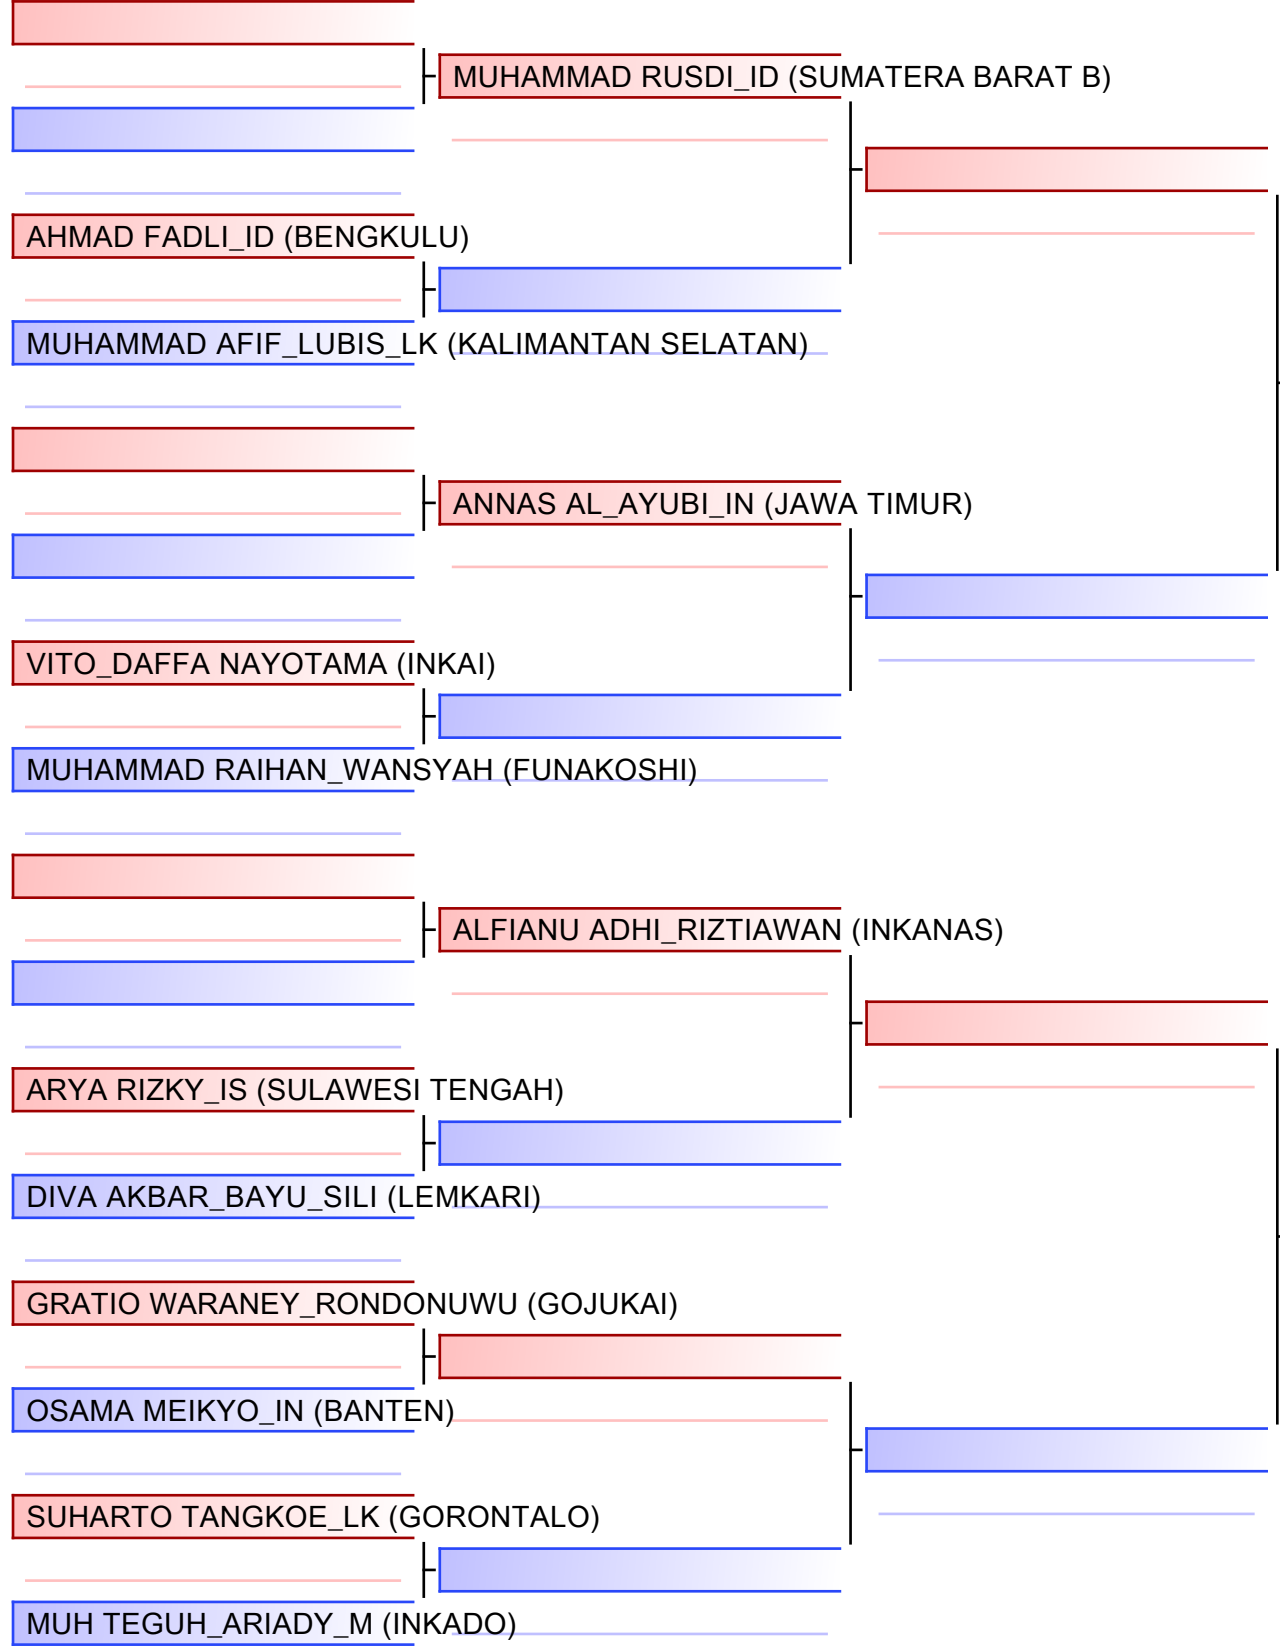 MUHAMMAD RUSDI_ID (SUMATERA BARAT B)
AHMAD FADLI_ID (BENGKULU)
MUHAMMAD AFIF_LUBIS_LK (KALIMANTAN SELATAN)
ANNAS AL_AYUBI_IN (JAWA TIMUR)
VITO_DAFFA NAYOTAMA (INKAI)
MUHAMMAD RAIHAN_WANSYAH (FUNAKOSHI)
ALFIANU ADHI_RIZTIAWAN (INKANAS)
ARYA RIZKY_IS (SULAWESI TENGAH)
DIVA AKBAR_BAYU_SILI (LEMKARI)
GRATIO WARANEY_RONDONUWU (GOJUKAI)
OSAMA MEIKYO_IN (BANTEN)
SUHARTO TANGKOE_LK (GORONTALO)
MUH TEGUH_ARIADY_M (INKADO)